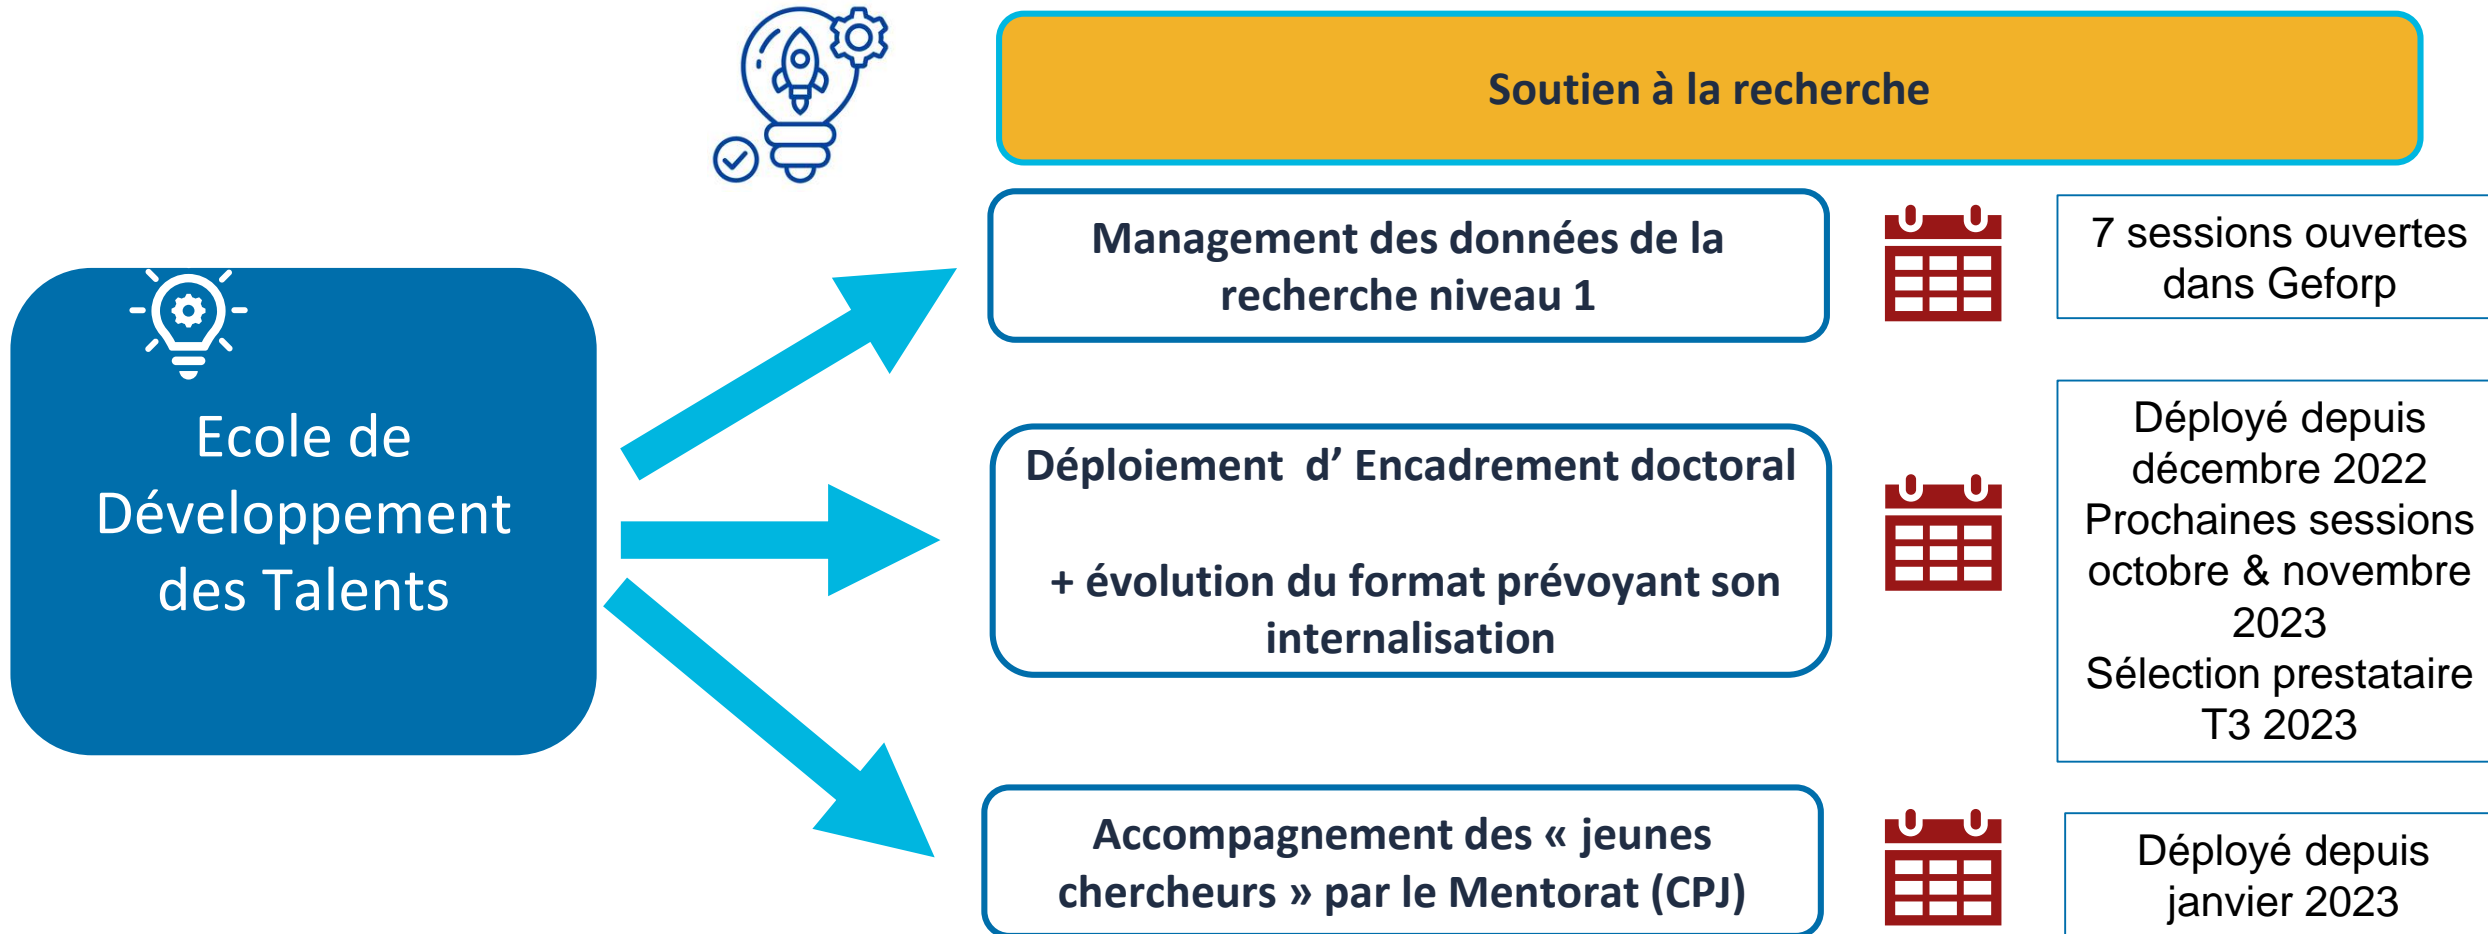 Soutien à la recherche
Ecole de
Développement
des Talents
Management des données de la
recherche niveau 1
7 sessions ouvertes
dans Geforp
Déploiement  d’ Encadrement doctoral
+ évolution du format prévoyant son
internalisation
Déployé depuis
décembre 2022
Prochaines sessions
octobre & novembre
2023
Sélection prestataire
T3 2023
Accompagnement des « jeunes
chercheurs » par le Mentorat (CPJ)
Déployé depuis
janvier 2023